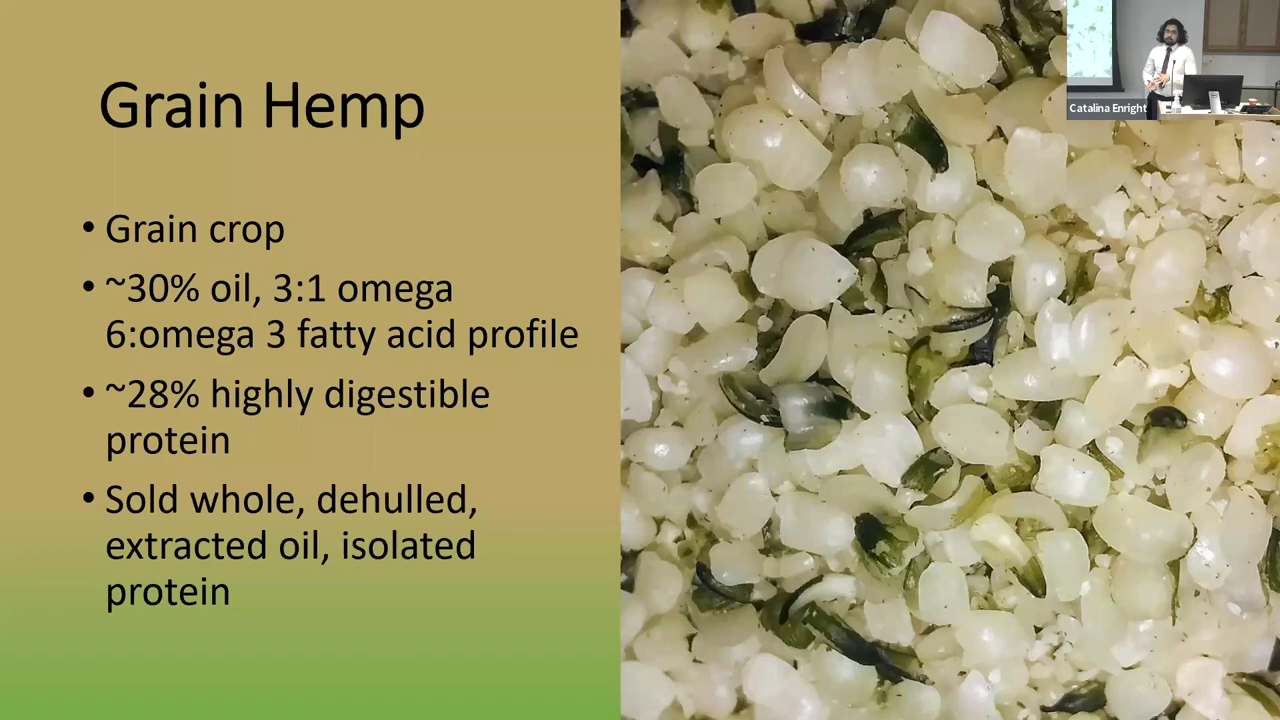 Grain Hemp
• Grain crop
• ~30% oil, 3:1 omega
6:omega 3 fatty acid profile
• ~28% highly digestible
protein
• Sold whole, dehulled,
extracted oil, isolated
protein
Catalina Enright